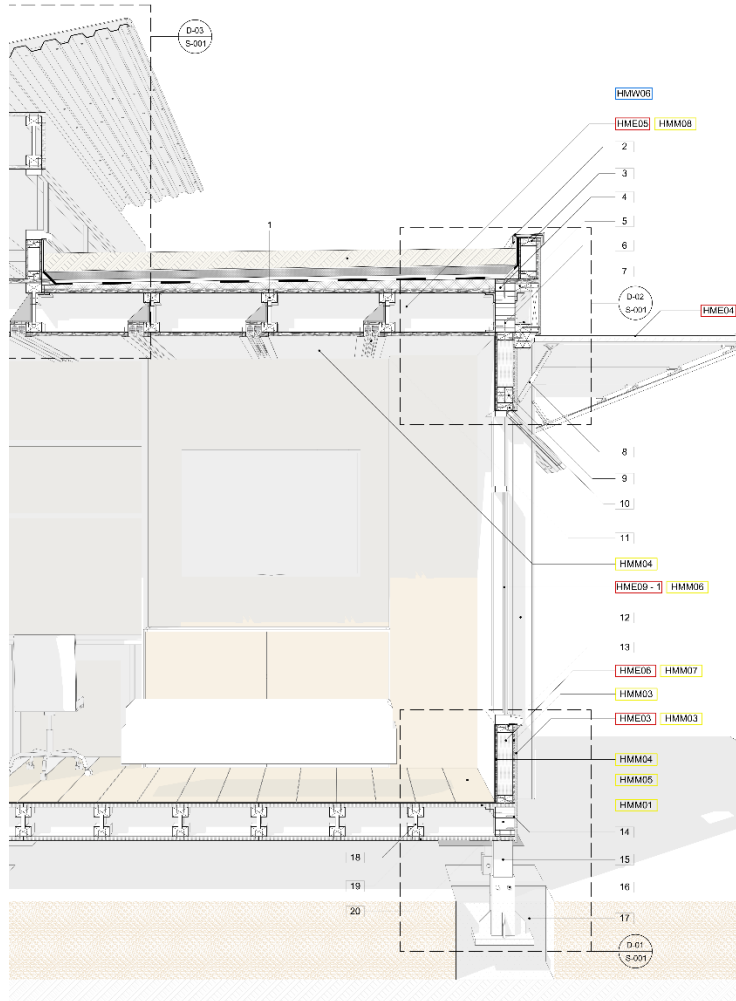 D-03
S-001
HMW06
HME05 HMM08
2
3
4
1
5
6
7
D-02
S-001
HME04
8
9
10
11
HMM04
HME09 - 1 HMM06
12
13
HME06 HMM07
HMM03
HME03 HMM03
HMM04
HMM05
HMM01
14
18
15
19
16
20
17
D-01
S-001